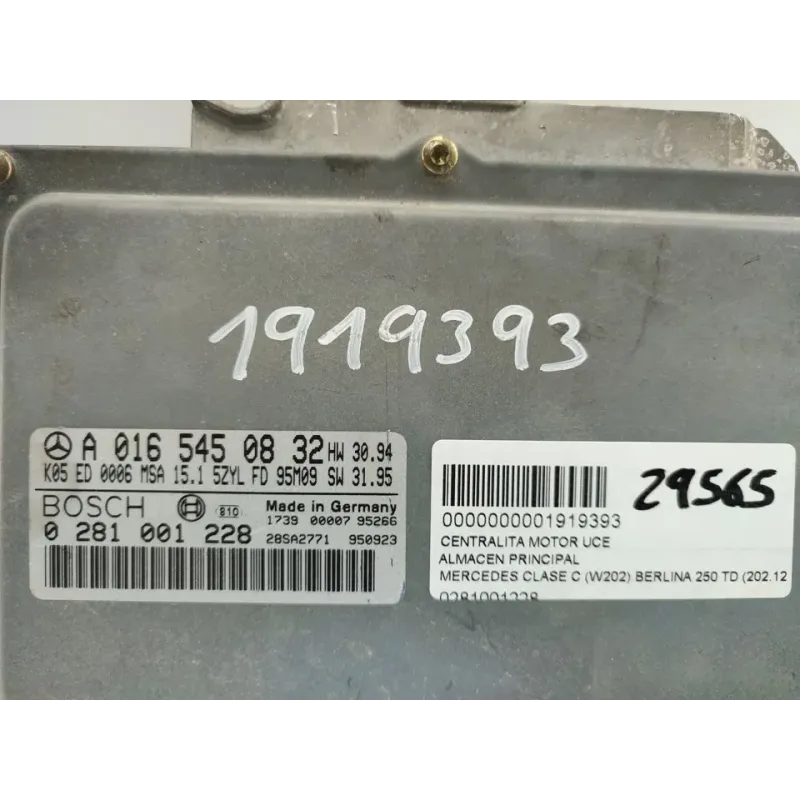 1919393
A 016 545 08 32 HW 30.94
K05 ED 0006 MSA 15.1 5ZYL FD 95M09 SW 31.95
BOSCH 810 Made in Germany
1739 00007 95266
0 281 001 228 28SA2771 950923
29565
0000000001919393
CENTRALITA MOTOR UCE
ALMACEN PRINCIPAL
MERCEDES CLASE C (W202) BERLINA 250 TD (202.12
0281001228